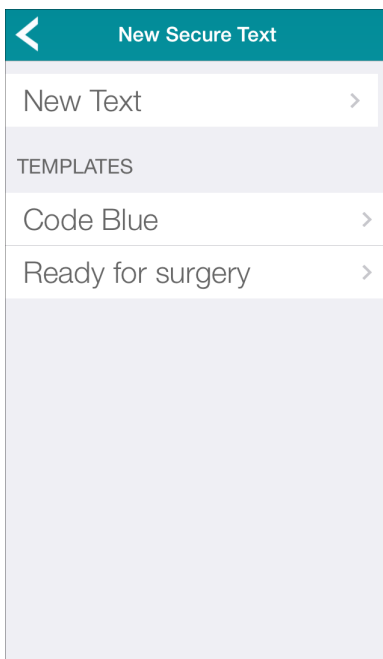 New Secure Text
New Text
TEMPLATES
Code Blue
Ready for surgery